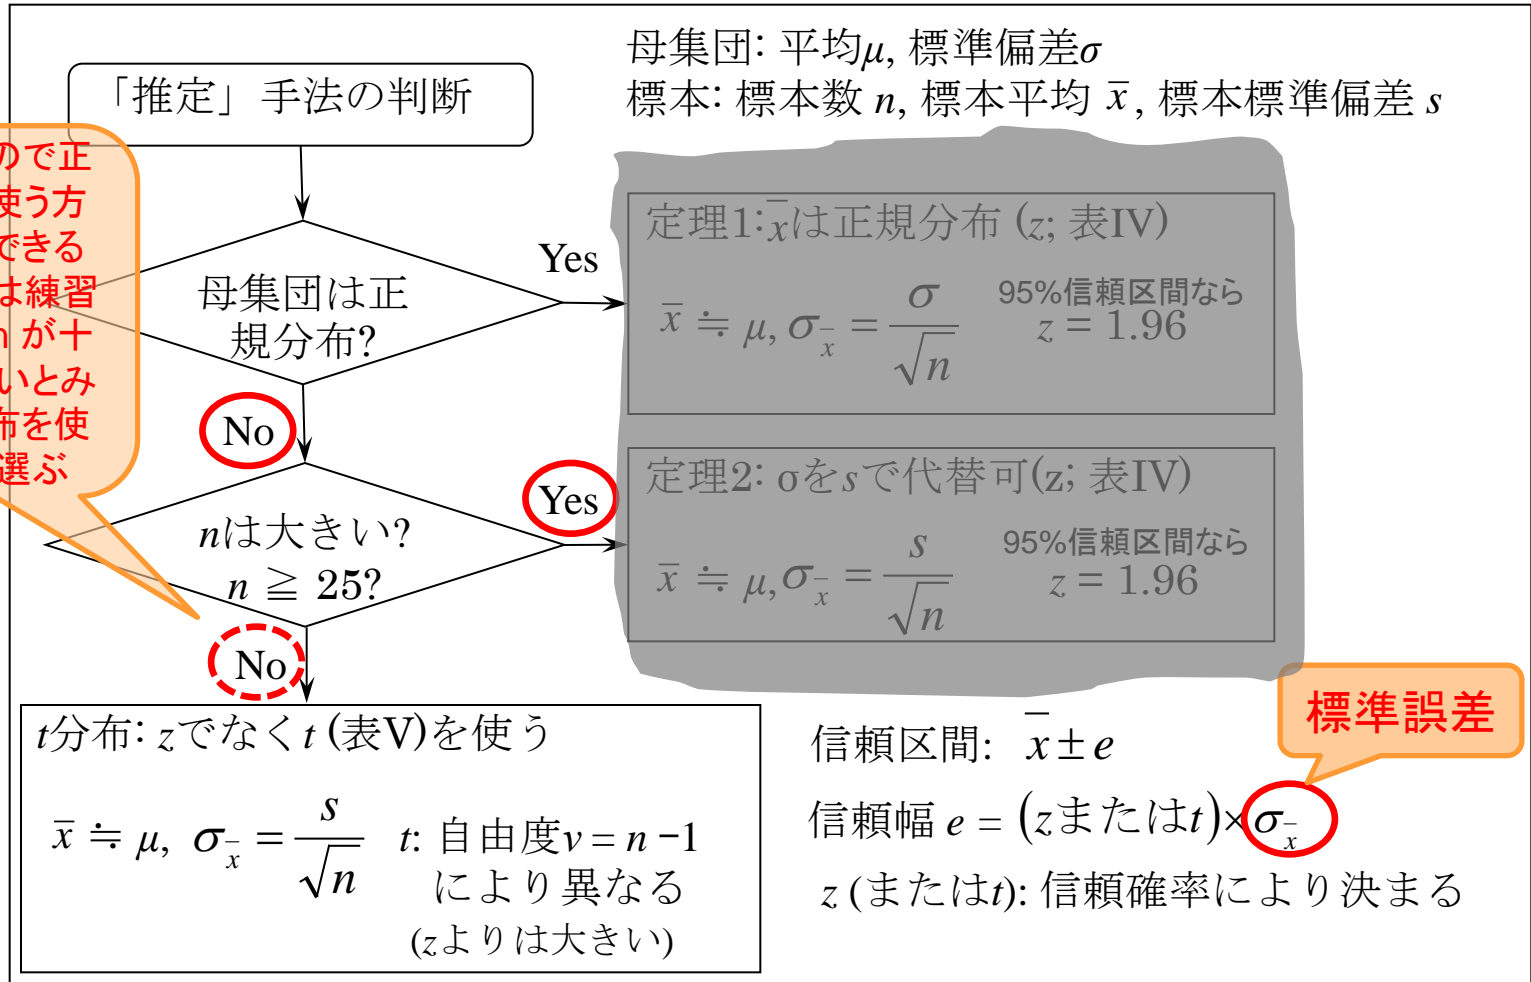 母集団: 平均μ, 標準偏差σ
標本: 標本数 n, 標本平均 x̄, 標本標準偏差 s
「推定」手法の判断
ので正
使う方
できる
は練習
が十
いとみ
布を使
選ぶ
母集団は正
規分布?
Yes
No
定理1:x̄は正規分布 (z; 表IV)
x̄ ≒ μ, σx̄ = σ/√n
95%信頼区間なら
z = 1.96
nは大きい?
n ≧ 25?
Yes
No
定理2: σをsで代替可(z; 表IV)
x̄ ≒ μ,σx̄ = s/√n
95%信頼区間なら
z = 1.96
t分布: zでなくt (表V)を使う
x̄ ≒ μ, σx̄ = s/√n
t: 自由度ν = n −1
により異なる
(zよりは大きい)
標準誤差
信頼区間: x̄ ± e
信頼幅 e = (zまたはt)×σx̄
z (またはt): 信頼確率により決まる